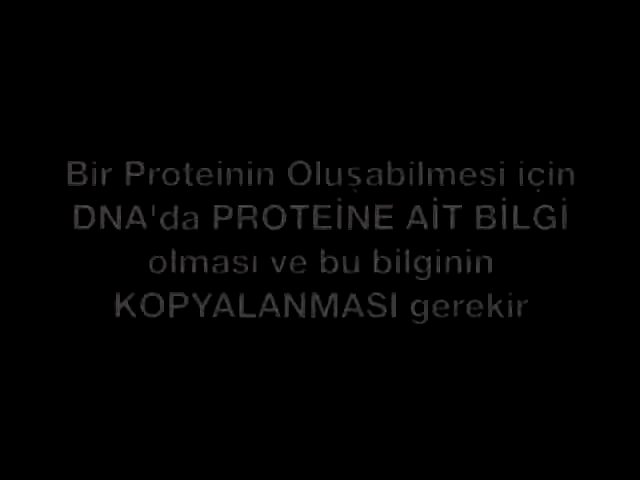 Bir Proteinin Oluşabilmesi için
DNA'da PROTEİNE AİT BİLGİ
olması ve bu bilginin
KOPYALANMASI gerekir